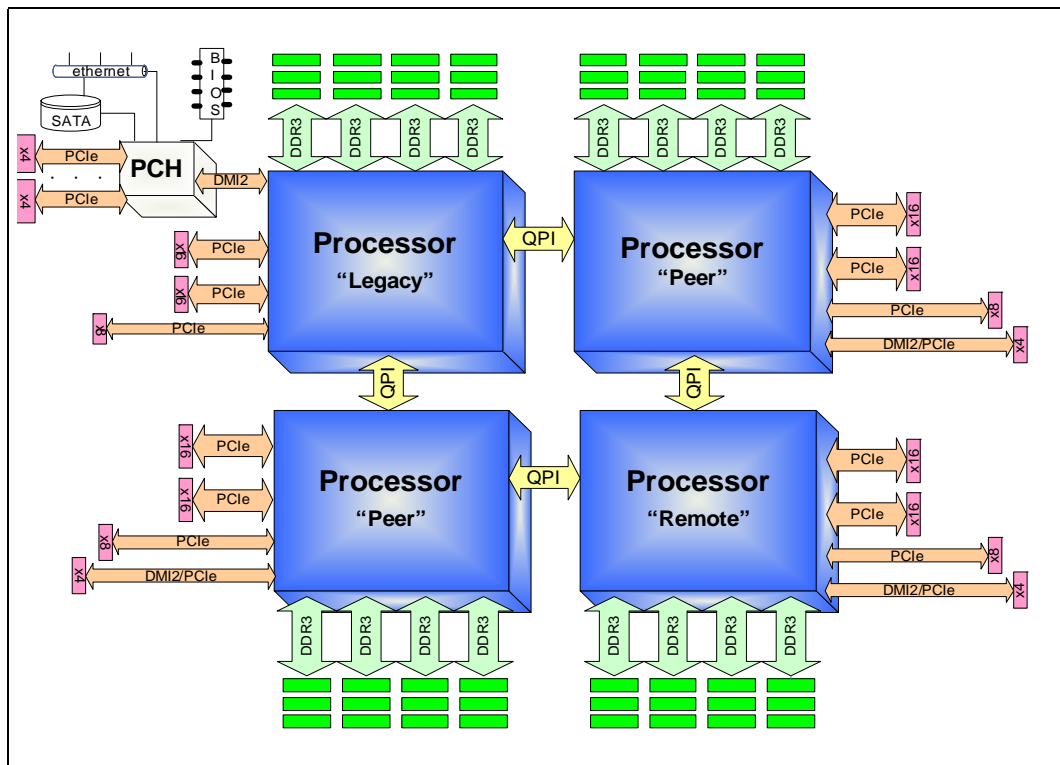 ethernet
BIOS
SATA
DDR3 DDR3 DDR3 DDR3
DDR3 DDR3 DDR3 DDR3
x4 PCIe
. . .
x4 PCIe
PCH
DMI2
Processor
“Legacy”
x16 PCIe
x16 PCIe
x8 PCIe
QPI
Processor
“Peer”
PCIe x16
PCIe x16
PCIe x8
DMI2/PCIe x4
QPI
QPI
x16 PCIe
x16 PCIe
x8 PCIe
x4 DMI2/PCIe
Processor
“Peer”
QPI
Processor
“Remote”
PCIe x16
PCIe x16
PCIe x8
DMI2/PCIe x4
DDR3 DDR3 DDR3 DDR3
DDR3 DDR3 DDR3 DDR3